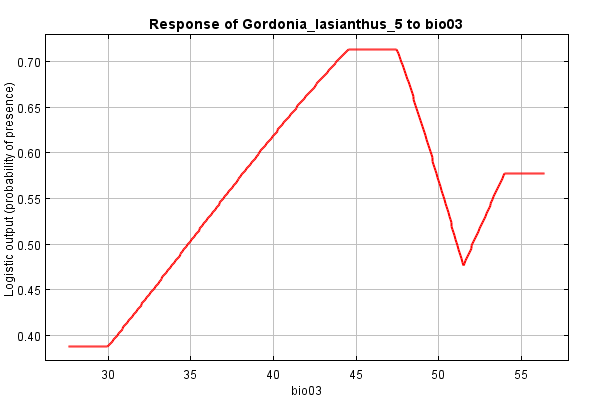 Response of Gordonia_lasianthus_5 to bio03
Logistic output (probability of presence)
0.70
0.65
0.60
0.55
0.50
0.45
0.40
30 35 40 45 50 55
bio03